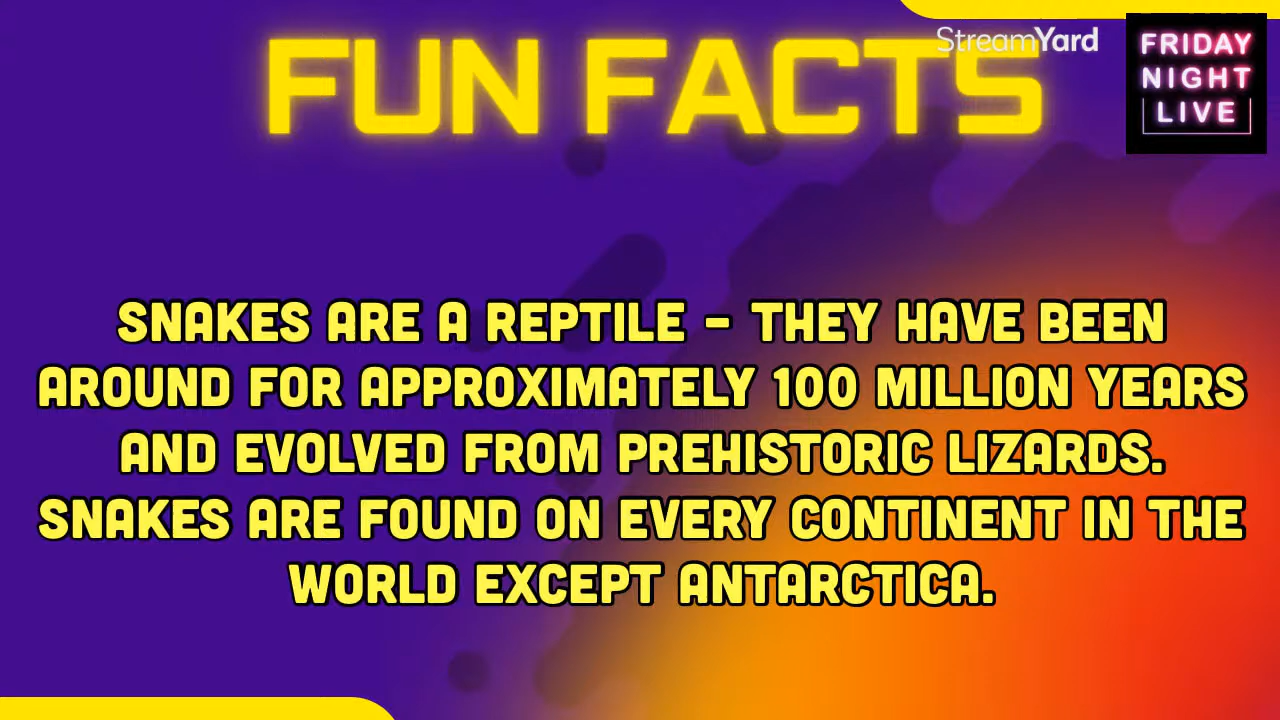 StreamYard
FUN FACTS
FRIDAY
NIGHT
LIVE
SNAKES ARE A REPTILE - THEY HAVE BEEN
AROUND FOR APPROXIMATELY 100 MILLION YEARS
AND EVOLVED FROM PREHISTORIC LIZARDS.
SNAKES ARE FOUND ON EVERY CONTINENT IN THE
WORLD EXCEPT ANTARCTICA.